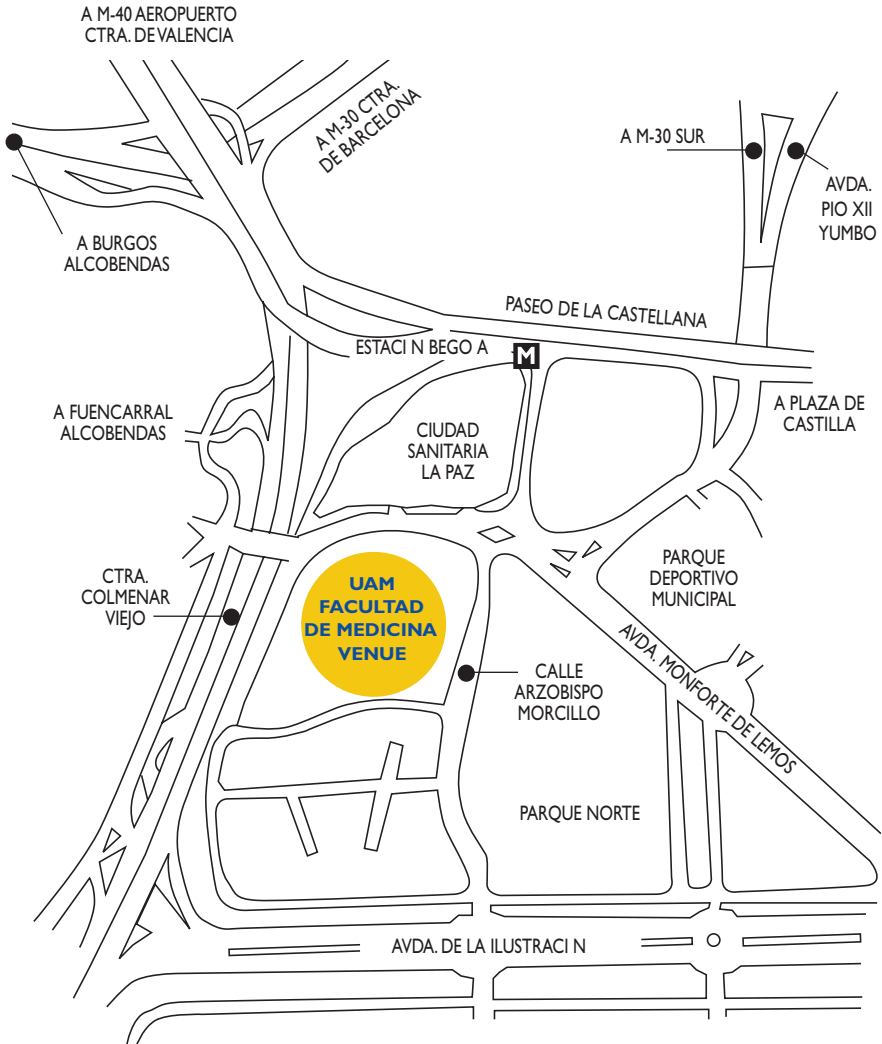 A M-40 AEROPUERTO
CTRA. DE VALENCIA
A M-30 CTRA.
DE BARCELONA
A M-30 SUR
AVDA.
PIO XII
YUMBO
A BURGOS
ALCOBENDAS
PASEO DE LA CASTELLANA
ESTACI N BEGO A
M
A FUENCARRAL
ALCOBENDAS
CIUDAD
SANITARIA
LA PAZ
A PLAZA DE
CASTILLA
CTRA.
COLMENAR
VIEJO
UAM
FACULTAD
DE MEDICINA
VENUE
PARQUE
DEPORTIVO
MUNICIPAL
CALLE
ARZOBISPO
MORCILLO
AVDA. MONFORTE DE LEMOS
PARQUE NORTE
AVDA. DE LA ILUSTRACI N